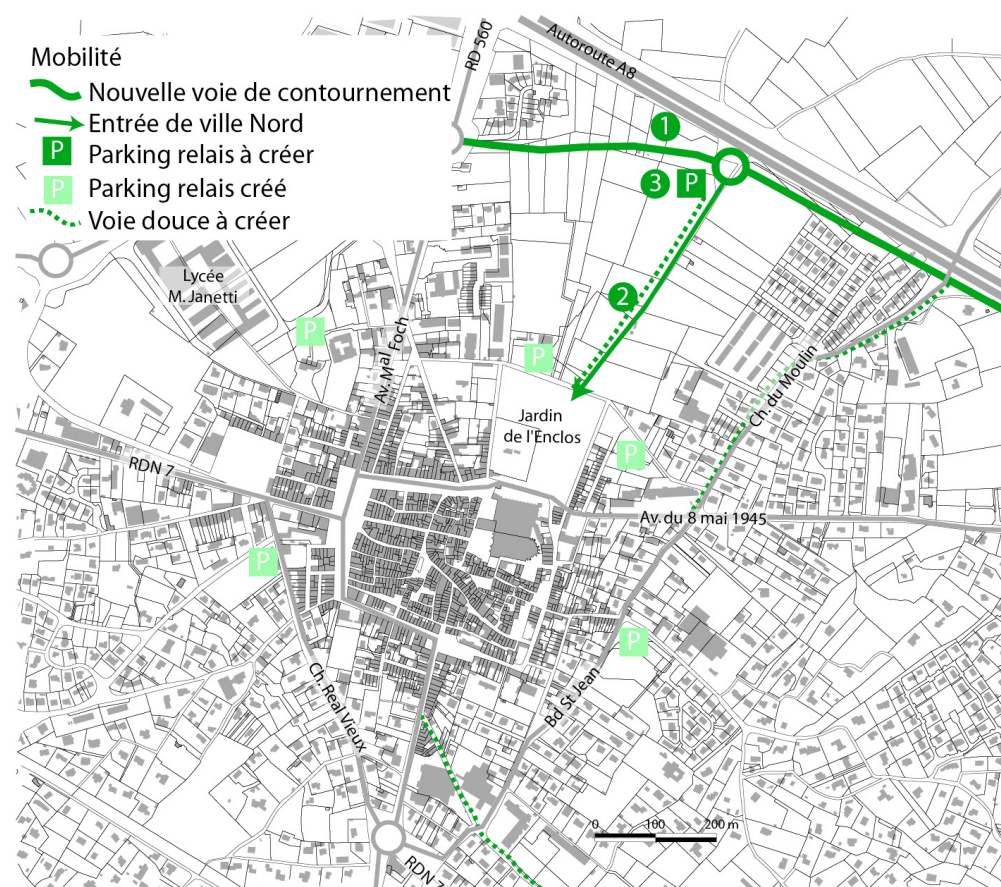 Mobilité
Nouvelle voie de contournement
Entrée de ville Nord
P Parking relais à créer
P Parking relais créé
Voie douce à créer
RD 560
Autoroute A8
1
3 P
2
Lycée
M. Janetti
P
Av. Mal Foch
P
Jardin
de l'Enclos
Ch. du Moulin
P
RDN 7
Av. du 8 mai 1945
P
P
Ch. Real Vieux
Bd St Jean
0 100 200 m
RDN 7